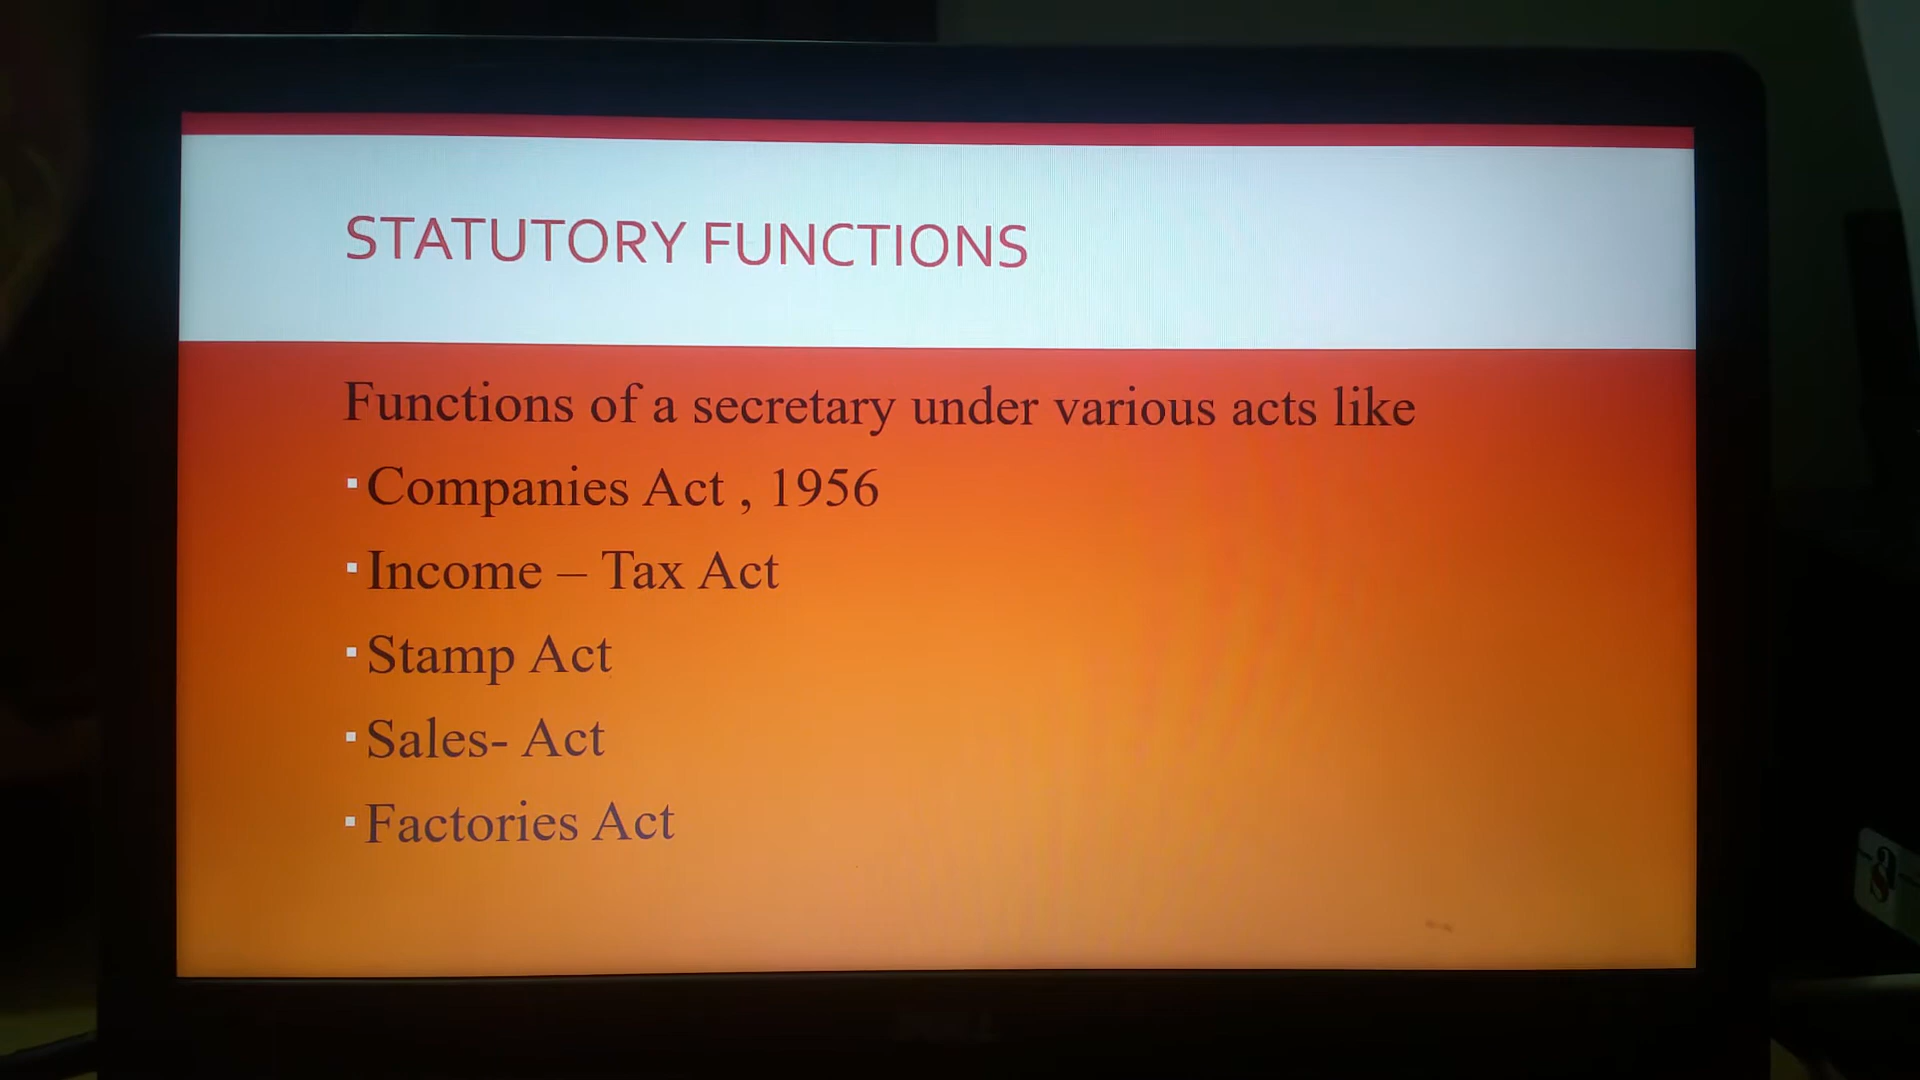 STATUTORY FUNCTIONS
Functions of a secretary under various acts like
▪ Companies Act , 1956
▪ Income – Tax Act
▪ Stamp Act
▪ Sales- Act
▪ Factories Act